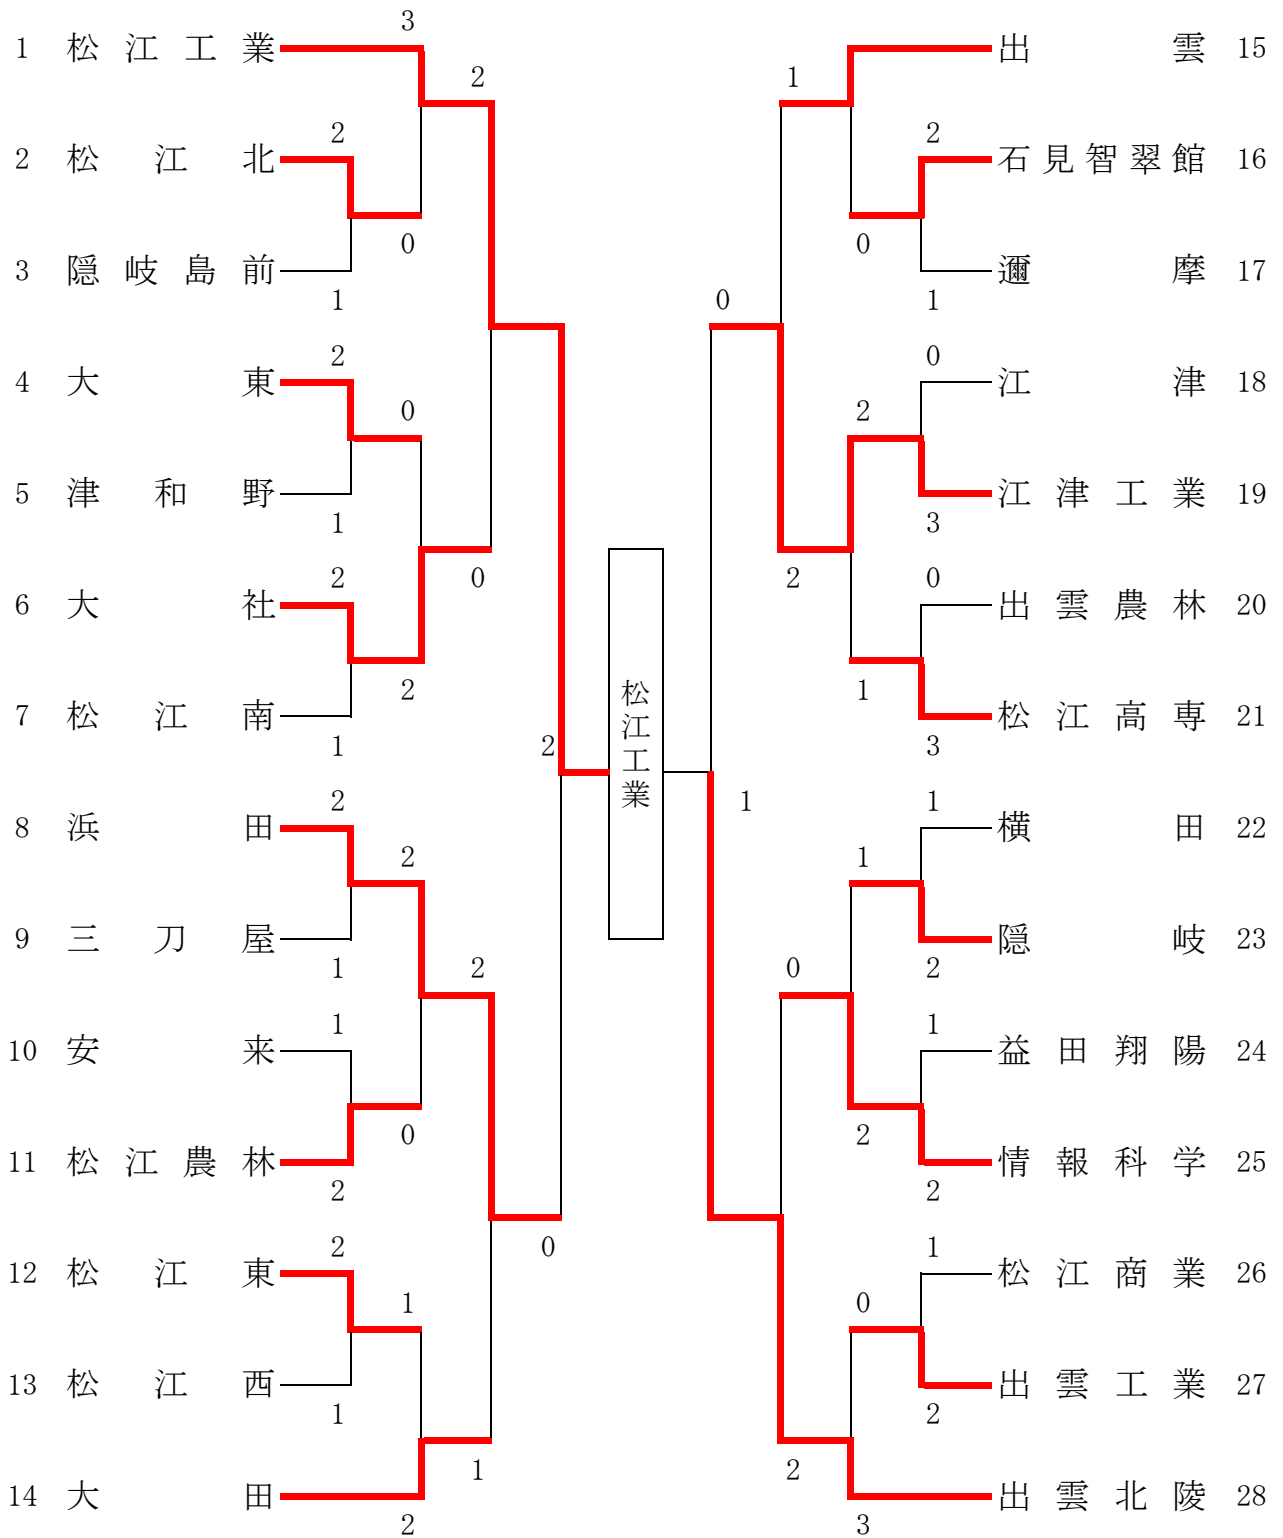 3
1 松江工業
出雲 15
2
1
2
2
2 松江北
石見智翠館 16
0
0
3 隠岐島前
邇摩 17
1
0
1
2
0
4 大東
江津 18
0
2
5 津和野
江津工業 19
1
3
2
0
2
0
6 大社
出雲農林 20
2
1
7 松江南
松江高専 21
松江工業
1
2
3
2
1
1
8 浜田
横田 22
2
1
9 三刀屋
隠岐 23
1
2
0
2
1
1
10 安来
益田翔陽 24
0
2
11 松江農林
情報科学 25
2
2
2
0
1
12 松江東
松江商業 26
1
0
13 松江西
出雲工業 27
1
2
1
2
14 大田
出雲北陵 28
2
3